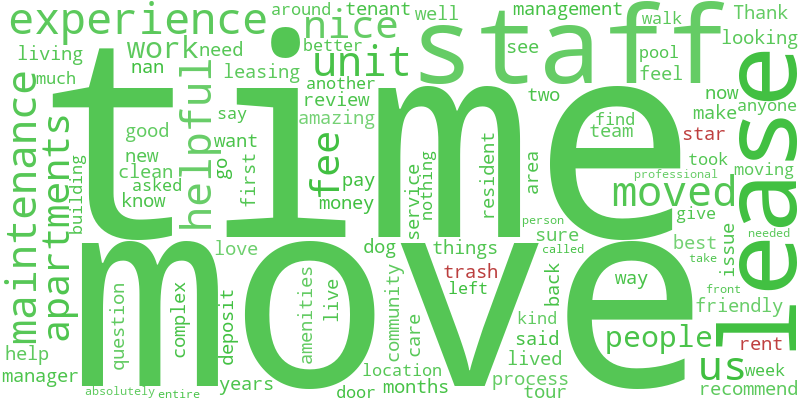 experience
around
tenant
well
management
walk
Thank
nice
staff
looking
work
need
living
better
unit
see
pool
feel
nan
leasing
much
another
two
now
anyone
review
make
amazing
find
team
star
helpful
say
time
lease
maintenance
apartments
good
want
fee
new
clean
asked
know
go
first
pay
money
service
nothing
resident
area
took
professional
moving
moved
building
give
person
sure
called
needed
love
dog
things
best
take
issue
move
trash
left
back
way
front
friendly
question
complex
deposit
amenities
live
community
care
kind
said
people
rent
help
lived
us
week
manager
location
process
recommend
absolutely
entire
years
door
months
tour